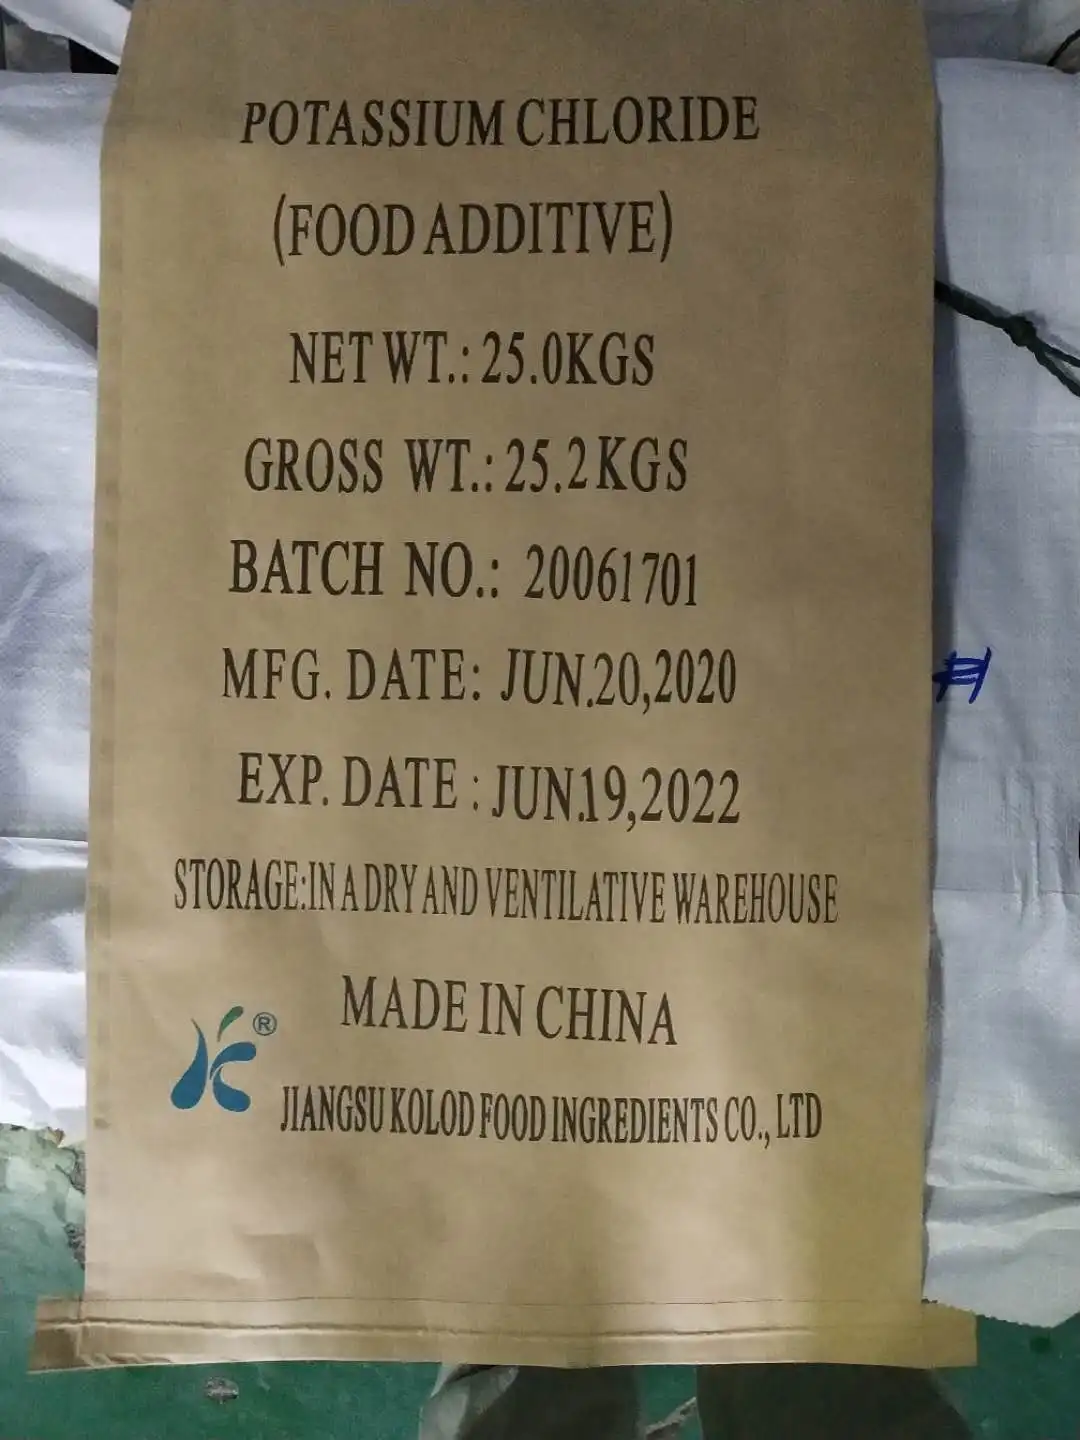 POTASSIUM CHLORIDE
(FOOD ADDITIVE)
NET WT.: 25.0KGS
GROSS WT.: 25.2KGS
BATCH NO.: 20061701
MFG. DATE: JUN.20,2020
EXP. DATE : JUN.19,2022
STORAGE:IN A DRY AND VENTILATIVE WAREHOUSE
MADE IN CHINA
K®
JIANGSU KOLOD FOOD INGREDIENTS CO., LTD